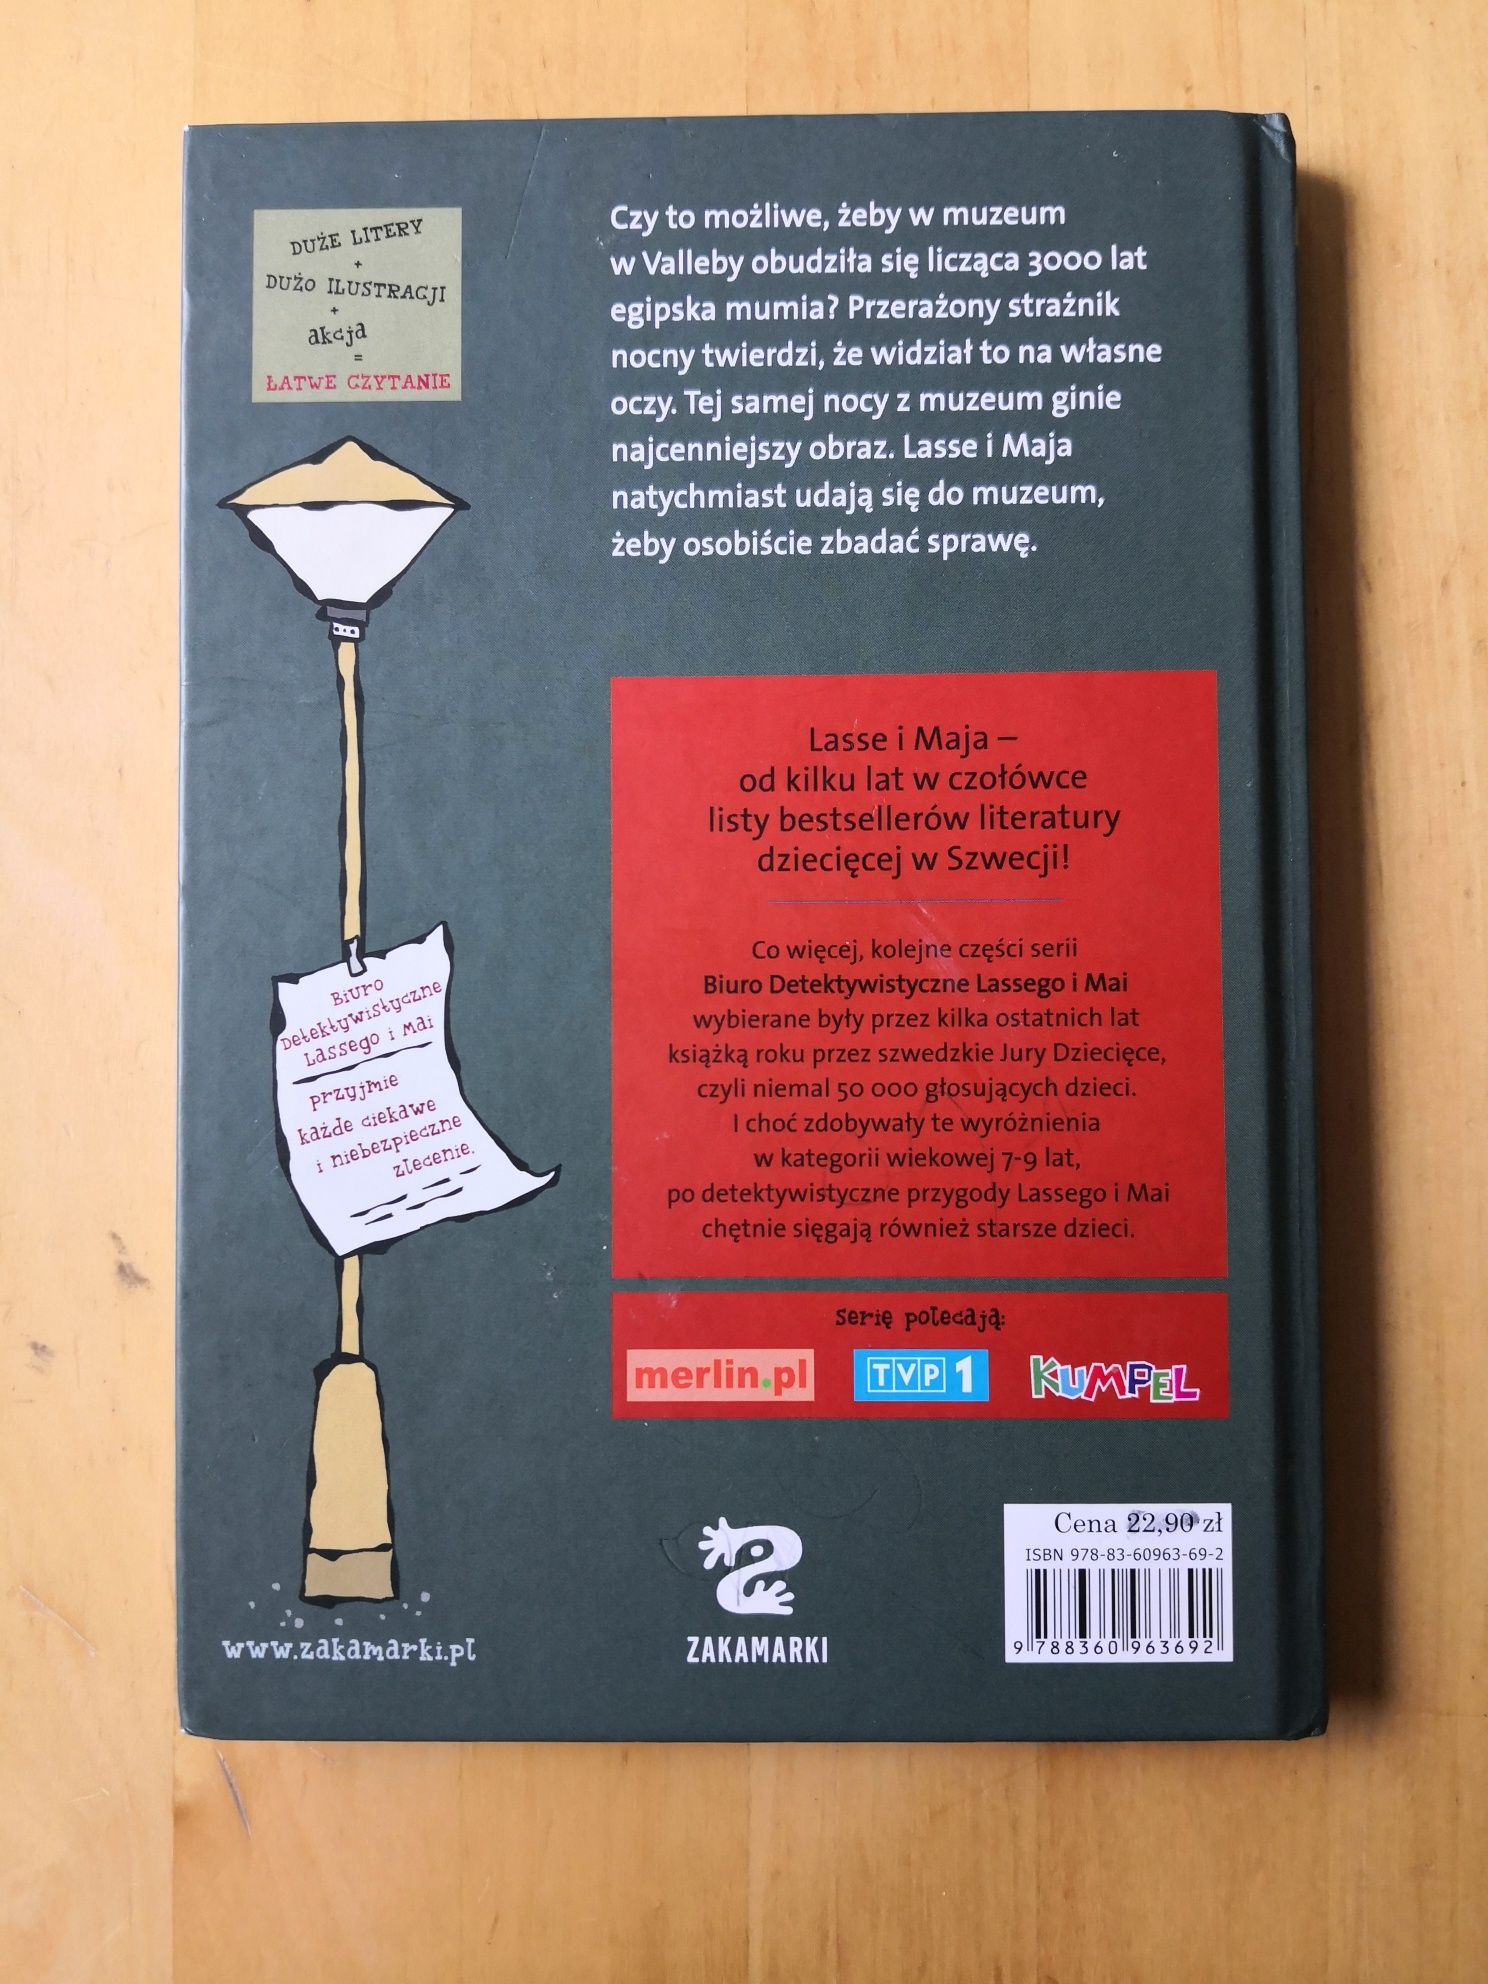 DUŻE LITERY
+
DUŻO ILUSTRACJI
+
akcja
=
ŁATWE CZYTANIE
Czy to możliwe, żeby w muzeum
w Valleby obudziła się licząca 3000 lat
egipska mumia? Przerażony strażnik
nocny twierdzi, że widział to na własne
oczy. Tej samej nocy z muzeum ginie
najcenniejszy obraz. Lasse i Maja
natychmiast udają się do muzeum,
żeby osobiście zbadać sprawę.
Lasse i Maja –
od kilku lat w czołówce
listy bestsellerów literatury
dziecięcej w Szwecji!
Co więcej, kolejne części serii
Biuro Detektywistyczne Lassego i Mai
wybierane były przez kilka ostatnich lat
książką roku przez szwedzkie Jury Dziecięce,
czyli niemal 50 000 głosujących dzieci.
I choć zdobywały te wyróżnienia
w kategorii wiekowej 7-9 lat,
po detektywistyczne przygody Lassego i Mai
chętnie sięgają również starsze dzieci.
Biuro
Detektywistyczne
Lassego i Mai
przyjmie
każde ciekawe
i niebezpieczne
zlecenie.
serię polecają:
merlin.pl
TVP 1
KUMPEL
www.zakamarki.pl
ZAKAMARKI
Cena 22,90 zł
ISBN 978-83-60963-69-2
9 788360 963692